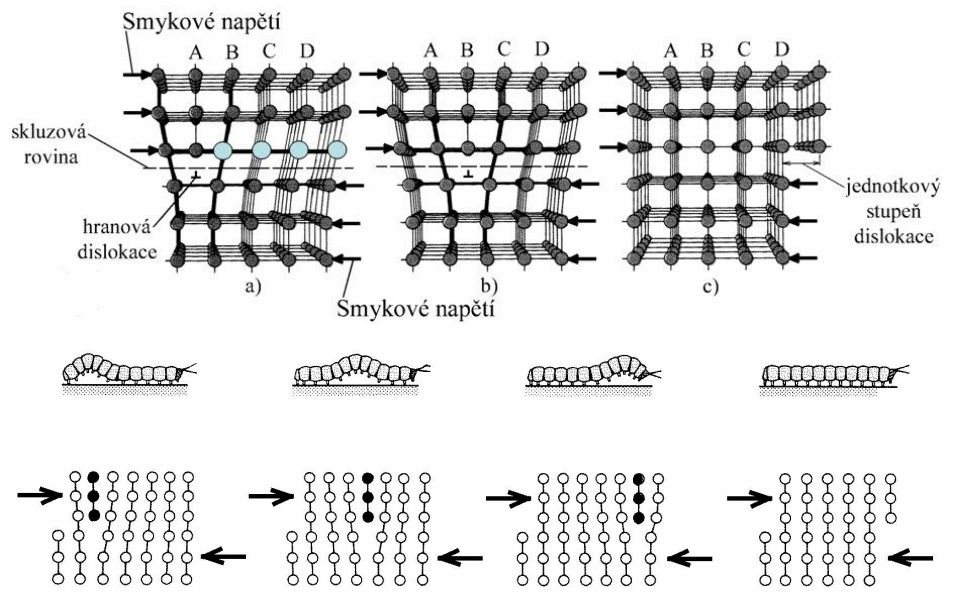 Smykové napětí
A B C D
A B C D
A B C D
skluzová
rovina
hranová
dislokace
jednotkový
stupeň
dislokace
a)
b)
c)
Smykové napětí